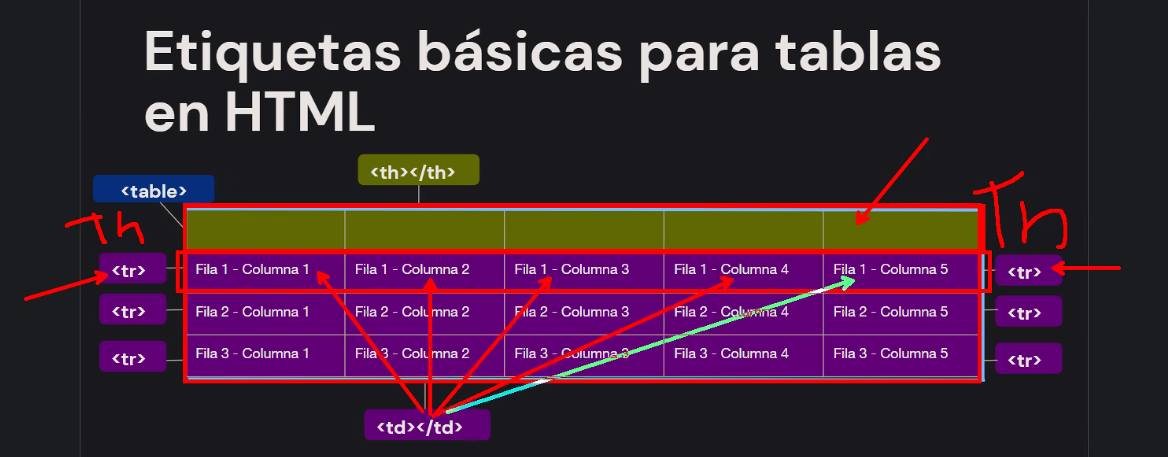 Etiquetas básicas para tablas
en HTML
<th></th>
<table>
Th
Th
<tr> Fila 1 - Columna 1 Fila 1 - Columna 2 Fila 1 - Columna 3 Fila 1 - Columna 4 Fila 1 - Columna 5 <tr>
<tr> Fila 2 - Columna 1 Fila 2 - Columna 2 Fila 2 - Columna 3 Fila 2 - Columna 4 Fila 2 - Columna 5 <tr>
<tr> Fila 3 - Columna 1 Fila 3 - Columna 2 Fila 3 - Columna 3 Fila 3 - Columna 4 Fila 3 - Columna 5 <tr>
<td></td>